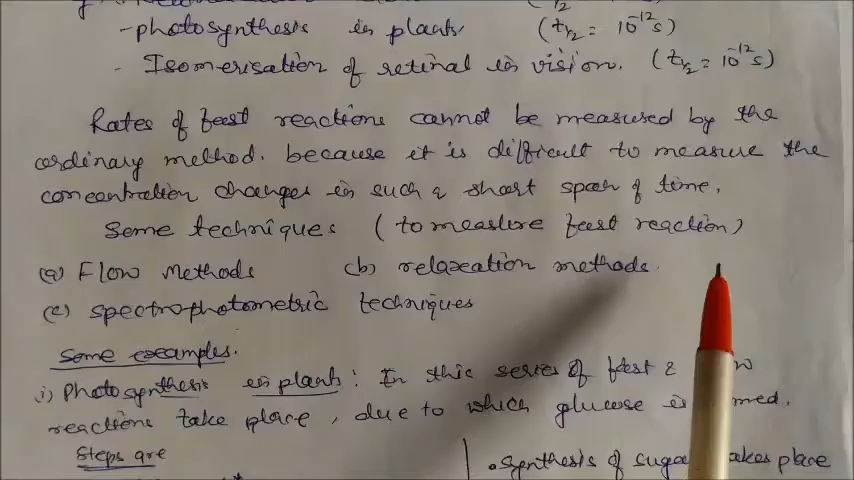 - photosynthesis in plants (t1/2 = 10^-12 s)
- Isomerisation of retinal in vision. (t1/2 = 10^-12 s)
Rates of fast reactions cannot be measured by the
ordinary method. because it is difficult to measure the
concentration changes in such a short span of time.
Some techniques (to measure fast reaction)
(a) Flow methods (b) relaxation methods.
(c) spectrophotometric techniques
Some examples.
i) Photosynthesis in plants: In this series of fast &
reactions take place, due to which glucose is
Steps are
• synthesis of sugar takes place